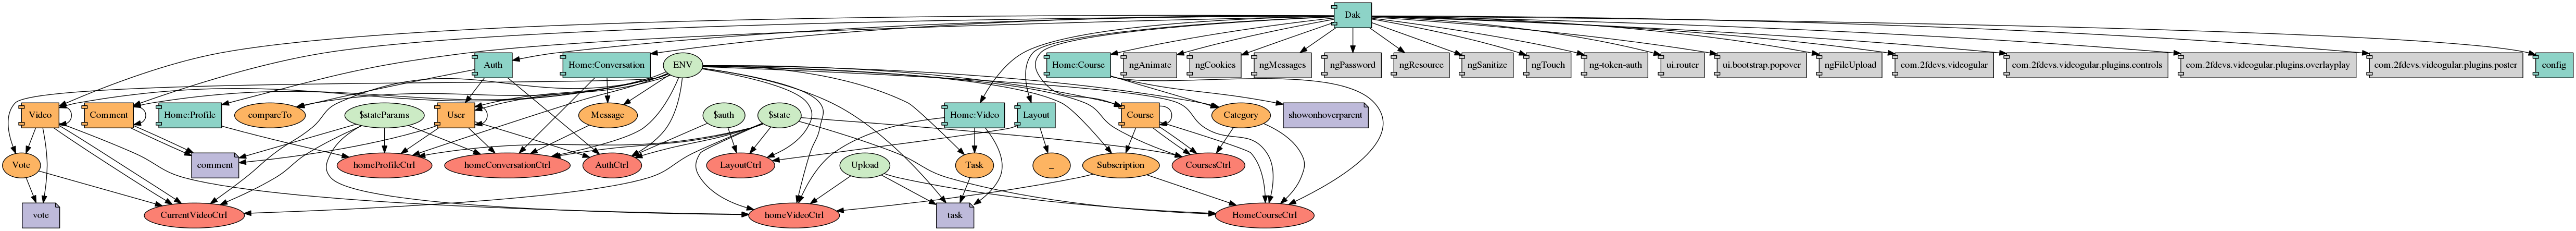 Dak
Auth
Home:Conversation
ENV
Home:Course
ngAnimate
ngCookies
ngMessages
ngPassword
ngResource
ngSanitize
ngTouch
ng-token-auth
ui.router
ui.bootstrap.popover
ngFileUpload
com.2fdevs.videogular
com.2fdevs.videogular.plugins.controls
com.2fdevs.videogular.plugins.overlayplay
com.2fdevs.videogular.plugins.poster
config
Video
Comment
Home:Profile
compareTo
$stateParams
User
Message
$auth
$state
Home:Video
Layout
Course
Category
showonhoverparent
Vote
comment
homeProfileCtrl
homeConversationCtrl
AuthCtrl
LayoutCtrl
Upload
Task
_
Subscription
CoursesCtrl
vote
CurrentVideoCtrl
homeVideoCtrl
task
HomeCourseCtrl